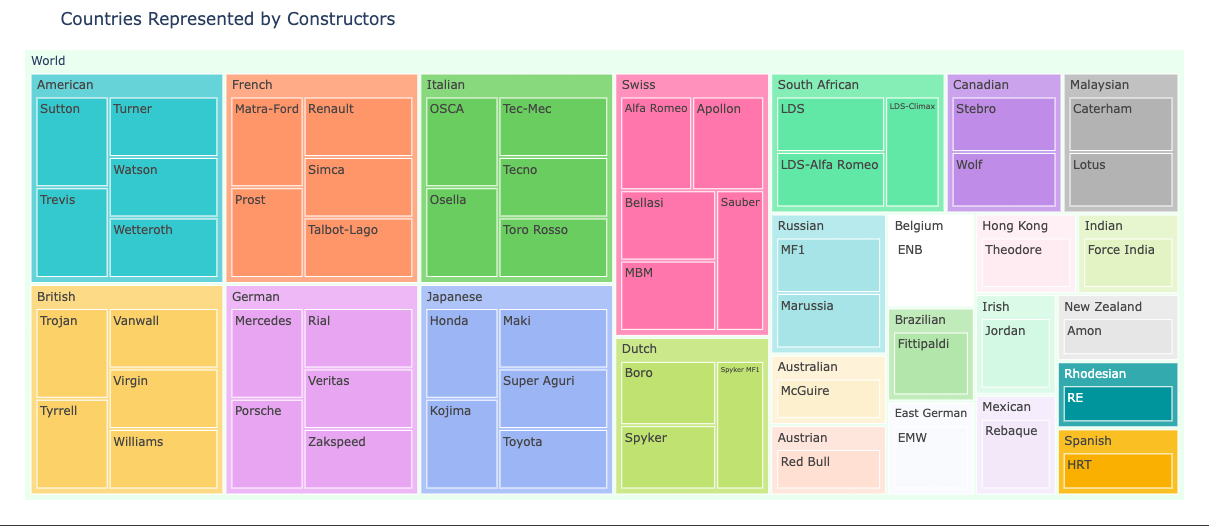 Countries Represented by Constructors
World
American
Sutton
Turner
Watson
Trevis
Wetteroth
French
Matra-Ford
Renault
Simca
Prost
Talbot-Lago
Italian
OSCA
Tec-Mec
Tecno
Osella
Toro Rosso
Swiss
Alfa Romeo
Apollon
Bellasi
Sauber
MBM
South African
LDS
LDS-Climax
LDS-Alfa Romeo
Canadian
Stebro
Wolf
Malaysian
Caterham
Lotus
British
Trojan
Vanwall
Virgin
Tyrrell
Williams
German
Mercedes
Rial
Veritas
Porsche
Zakspeed
Japanese
Honda
Maki
Super Aguri
Kojima
Toyota
Dutch
Boro
Spyker MF1
Spyker
Russian
MF1
Marussia
Australian
McGuire
Austrian
Red Bull
Belgium
ENB
Brazilian
Fittipaldi
East German
EMW
Hong Kong
Theodore
Indian
Force India
Irish
Jordan
Mexican
Rebaque
New Zealand
Amon
Rhodesian
RE
Spanish
HRT